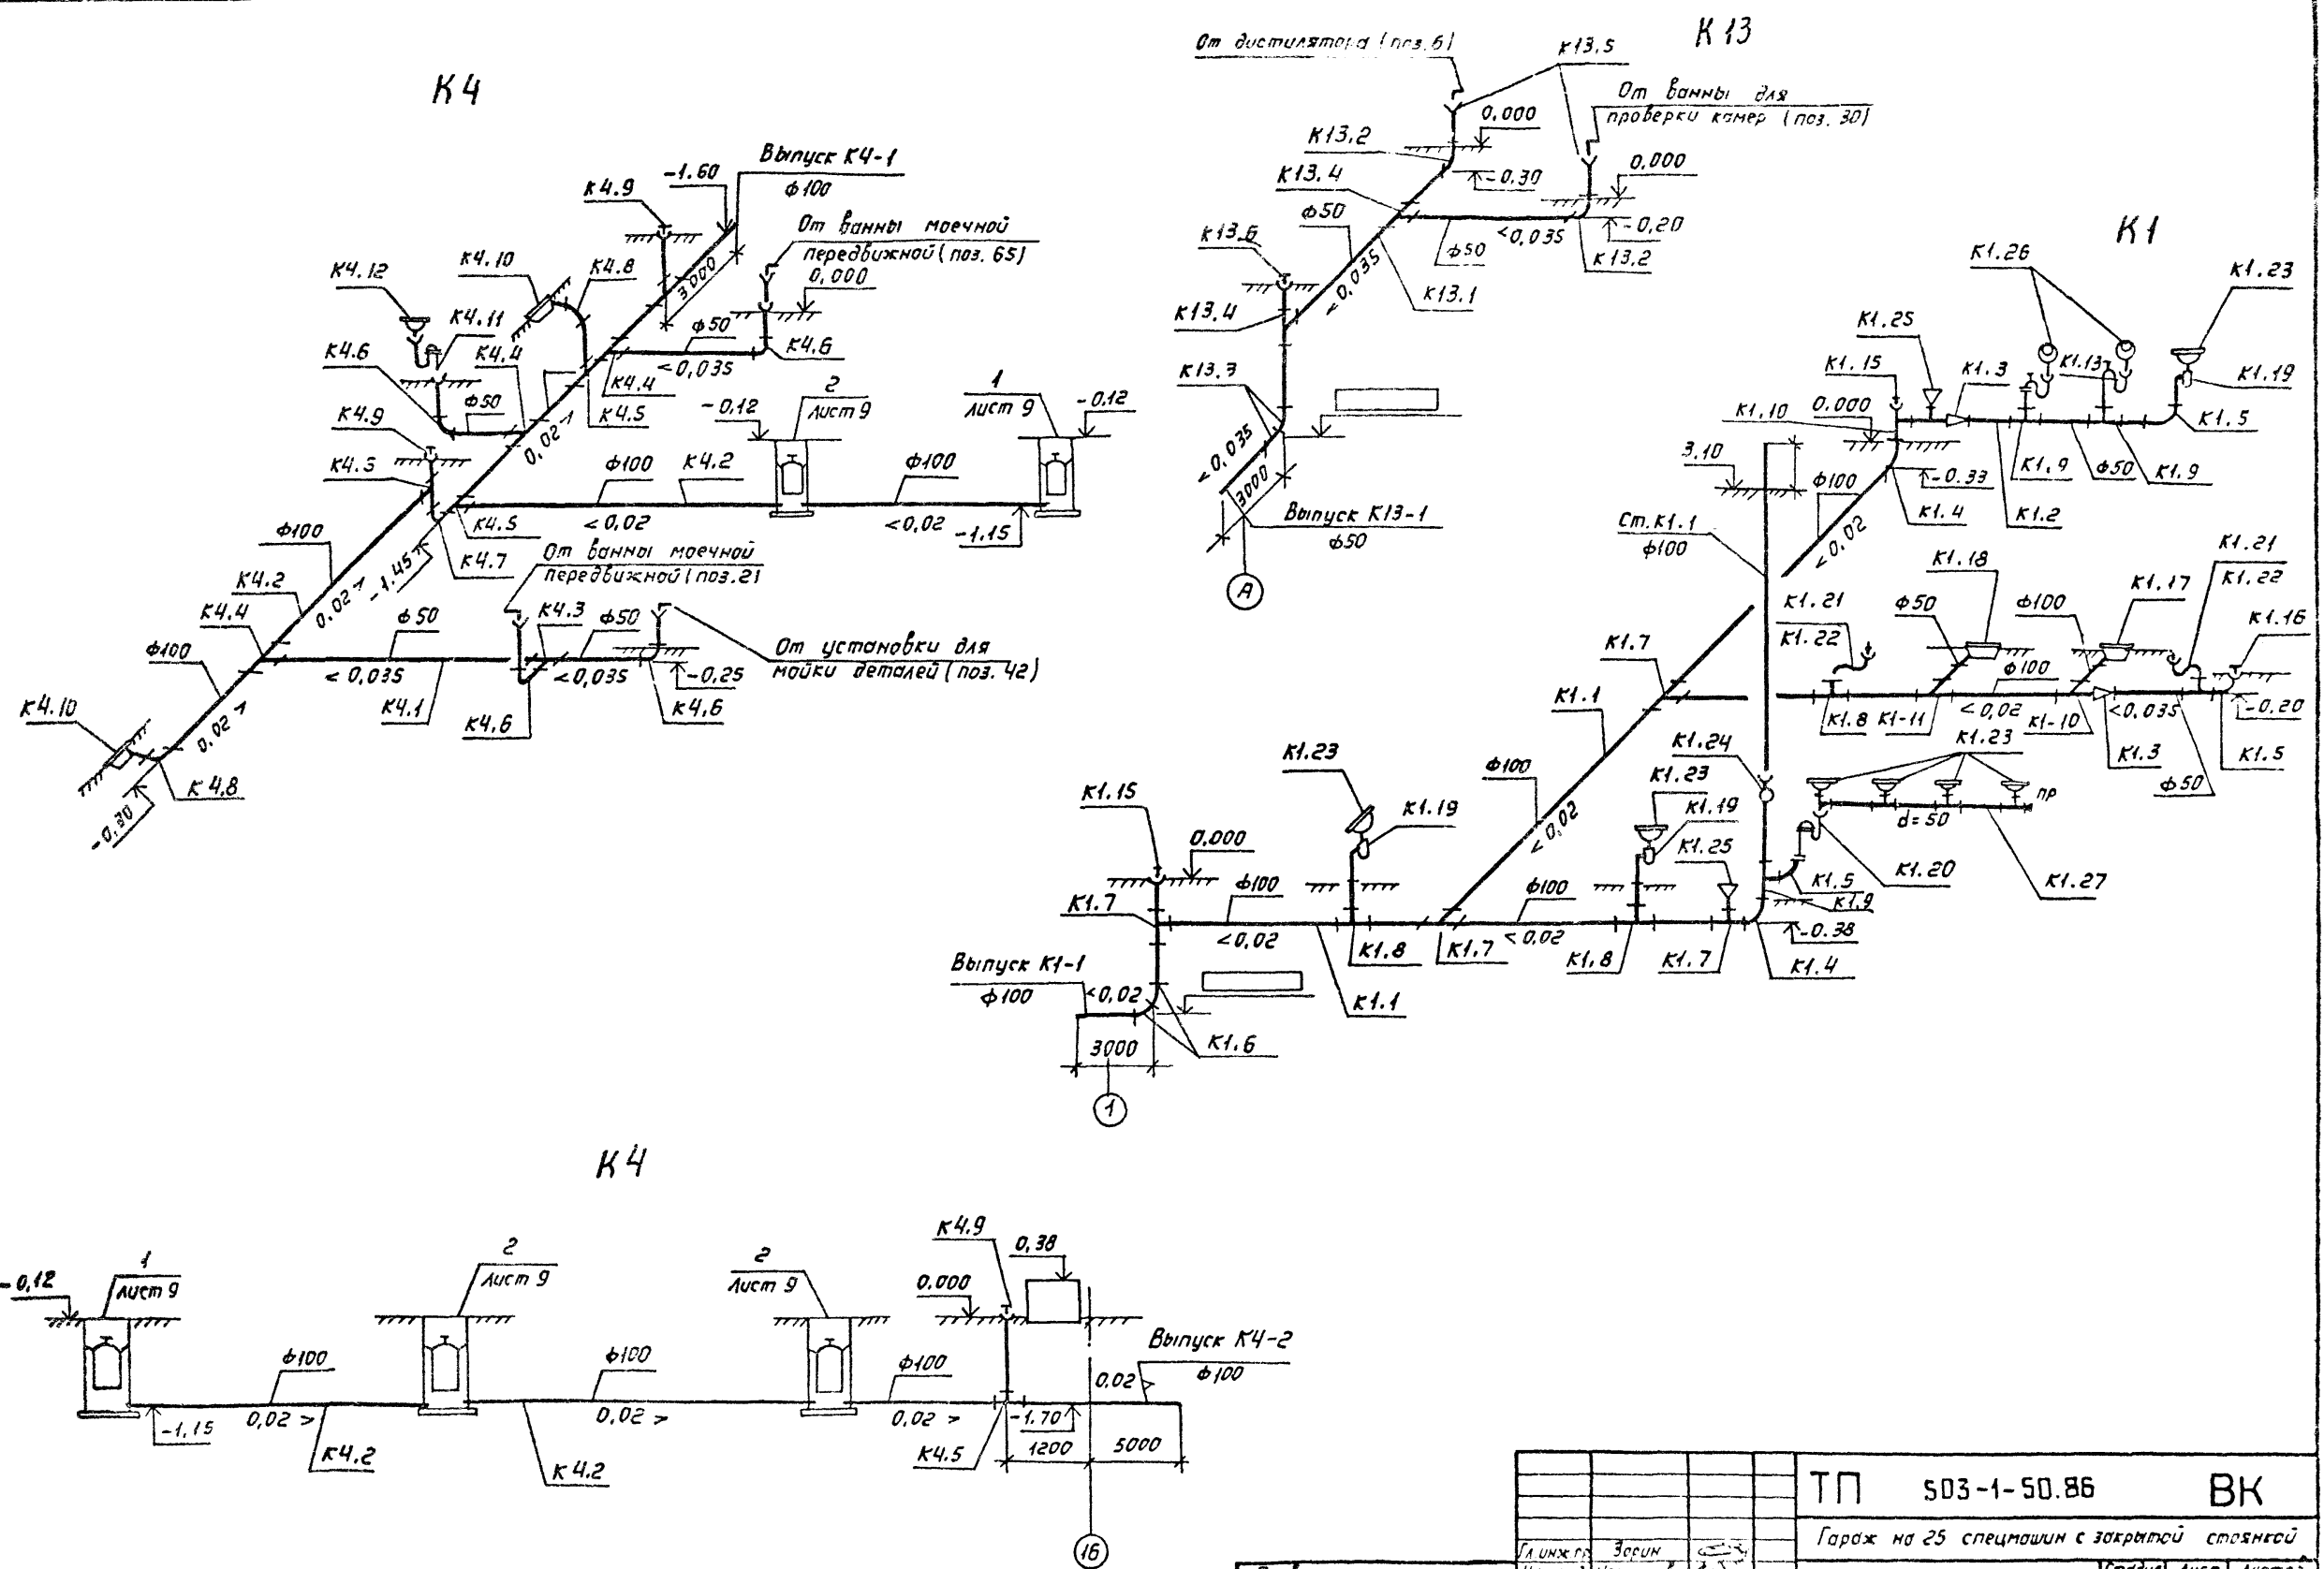 К4
К4.9
-1.60
Выпуск К4-1
ф100
От ванны моечной
передвижной (поз. 65)
0,000
К4.12
К4.10
К4.8
3000
К4.11
К4.6
К4.4
ф50
<0,035
К4.6
К4.4
К4.5
ф50
0,02 >
К4.9
К4.3
2
Лист 9
-0.12
1
Лист 9
-0.12
ф100
К4.2
ф100
К4.5
<0,02
<0,02
-1.15
ф100
К4.7
-1.45
От ванны моечной
передвижной (поз.21
К4.2
0,02 >
К4.4
ф50
К4.3
ф50
ф100
<0,035
<0,035
-0,25
От установки для
мойки деталей (поз. 42)
К4.1
К4.6
К4.6
К4.10
0,02 >
К4.8
-0,30
К13
От дистилятора (поз. 6)
К13.5
От ванны для
проверки камер (поз. 30)
0,000
К13.2
0,000
К13.4
-0.30
ф50
-0,20
<0,035
ф50
К13.2
К13.6
<0,035
К13.1
К13.4
К13.3
<0,035
3000
Выпуск К13-1
ф50
А
К1
К1.26
К1.23
К1.25
К1.15
К1.3
К1.13
К1.19
К1.10
0.000
К1.5
3.10
ф100
-0.33
К1.9
ф50
К1.9
К1.4
К1.2
Ст.К1.1
ф100
<0,02
К1.18
К1.21
К1.22
К1.17
К1.21
К1.22
ф50
ф100
К1.16
К1.7
ф100
К1.1
К1.8
К1-11
<0,02
К1-10
<0,035
-0.20
К1.3
К1.5
ф50
К1.24
К1.23
пр
d=50
К1.23
К1.23
К1.15
К1.19
ф100
<0,02
К1.19
К1.25
0,000
К1.20
К1.27
К1.5
К1.9
К1.7
ф100
ф100
<0,02
К1.8
К1.7
<0,02
К1.8
К1.7
-0.38
К1.4
Выпуск К1-1
ф100
<0,02
К1.1
3000
К1.6
1
К4
-0,12
1
Лист 9
2
Лист 9
2
Лист 9
К4.9
0,38
0.000
Выпуск К4-2
ф100
ф100
ф100
ф100
0.02
-1,15
0,02 >
0,02 >
0,02 >
-1.70
К4.2
К4.2
К4.5
1200
5000
16
ТП 503-1-50.86 ВК
Гараж на 25 спецмашин с закрытой стоянкой
Гл.инж.пр Зорин